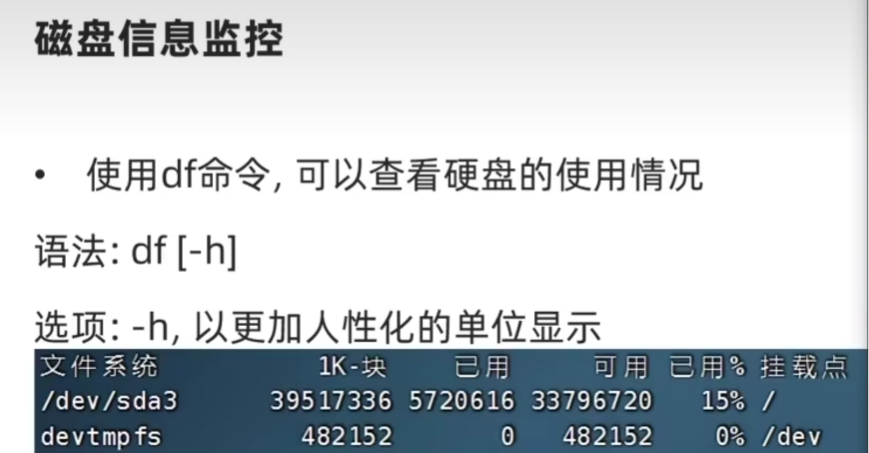 磁盘信息监控
• 使用df命令, 可以查看硬盘的使用情况
语法: df [-h]
选项: -h, 以更加人性化的单位显示
文件系统 1K-块 已用 可用 已用% 挂载点
/dev/sda3 39517336 5720616 33796720 15% /
devtmpfs 482152 0 482152 0% /dev